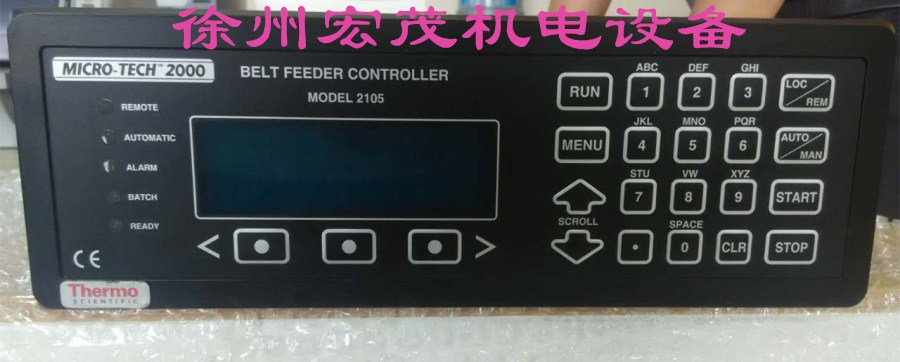 徐州宏茂机电设备
MICRO-TECH™ 2000
BELT FEEDER CONTROLLER
MODEL 2105
REMOTE
AUTOMATIC
ALARM
BATCH
READY
< >
CE
Thermo
SCIENTIFIC
ABC DEF GHI
RUN 1 2 3 LOC/REM
JKL MNO PQR
MENU 4 5 6 AUTO/MAN
STU VW XYZ
7 8 9 START
SCROLL
SPACE
. 0 CLR STOP